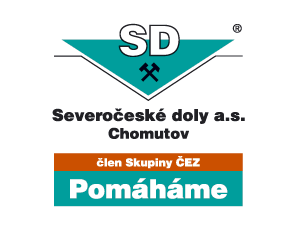 SD ®
Severočeské doly a.s.
Chomutov
člen Skupiny ČEZ
Pomáháme